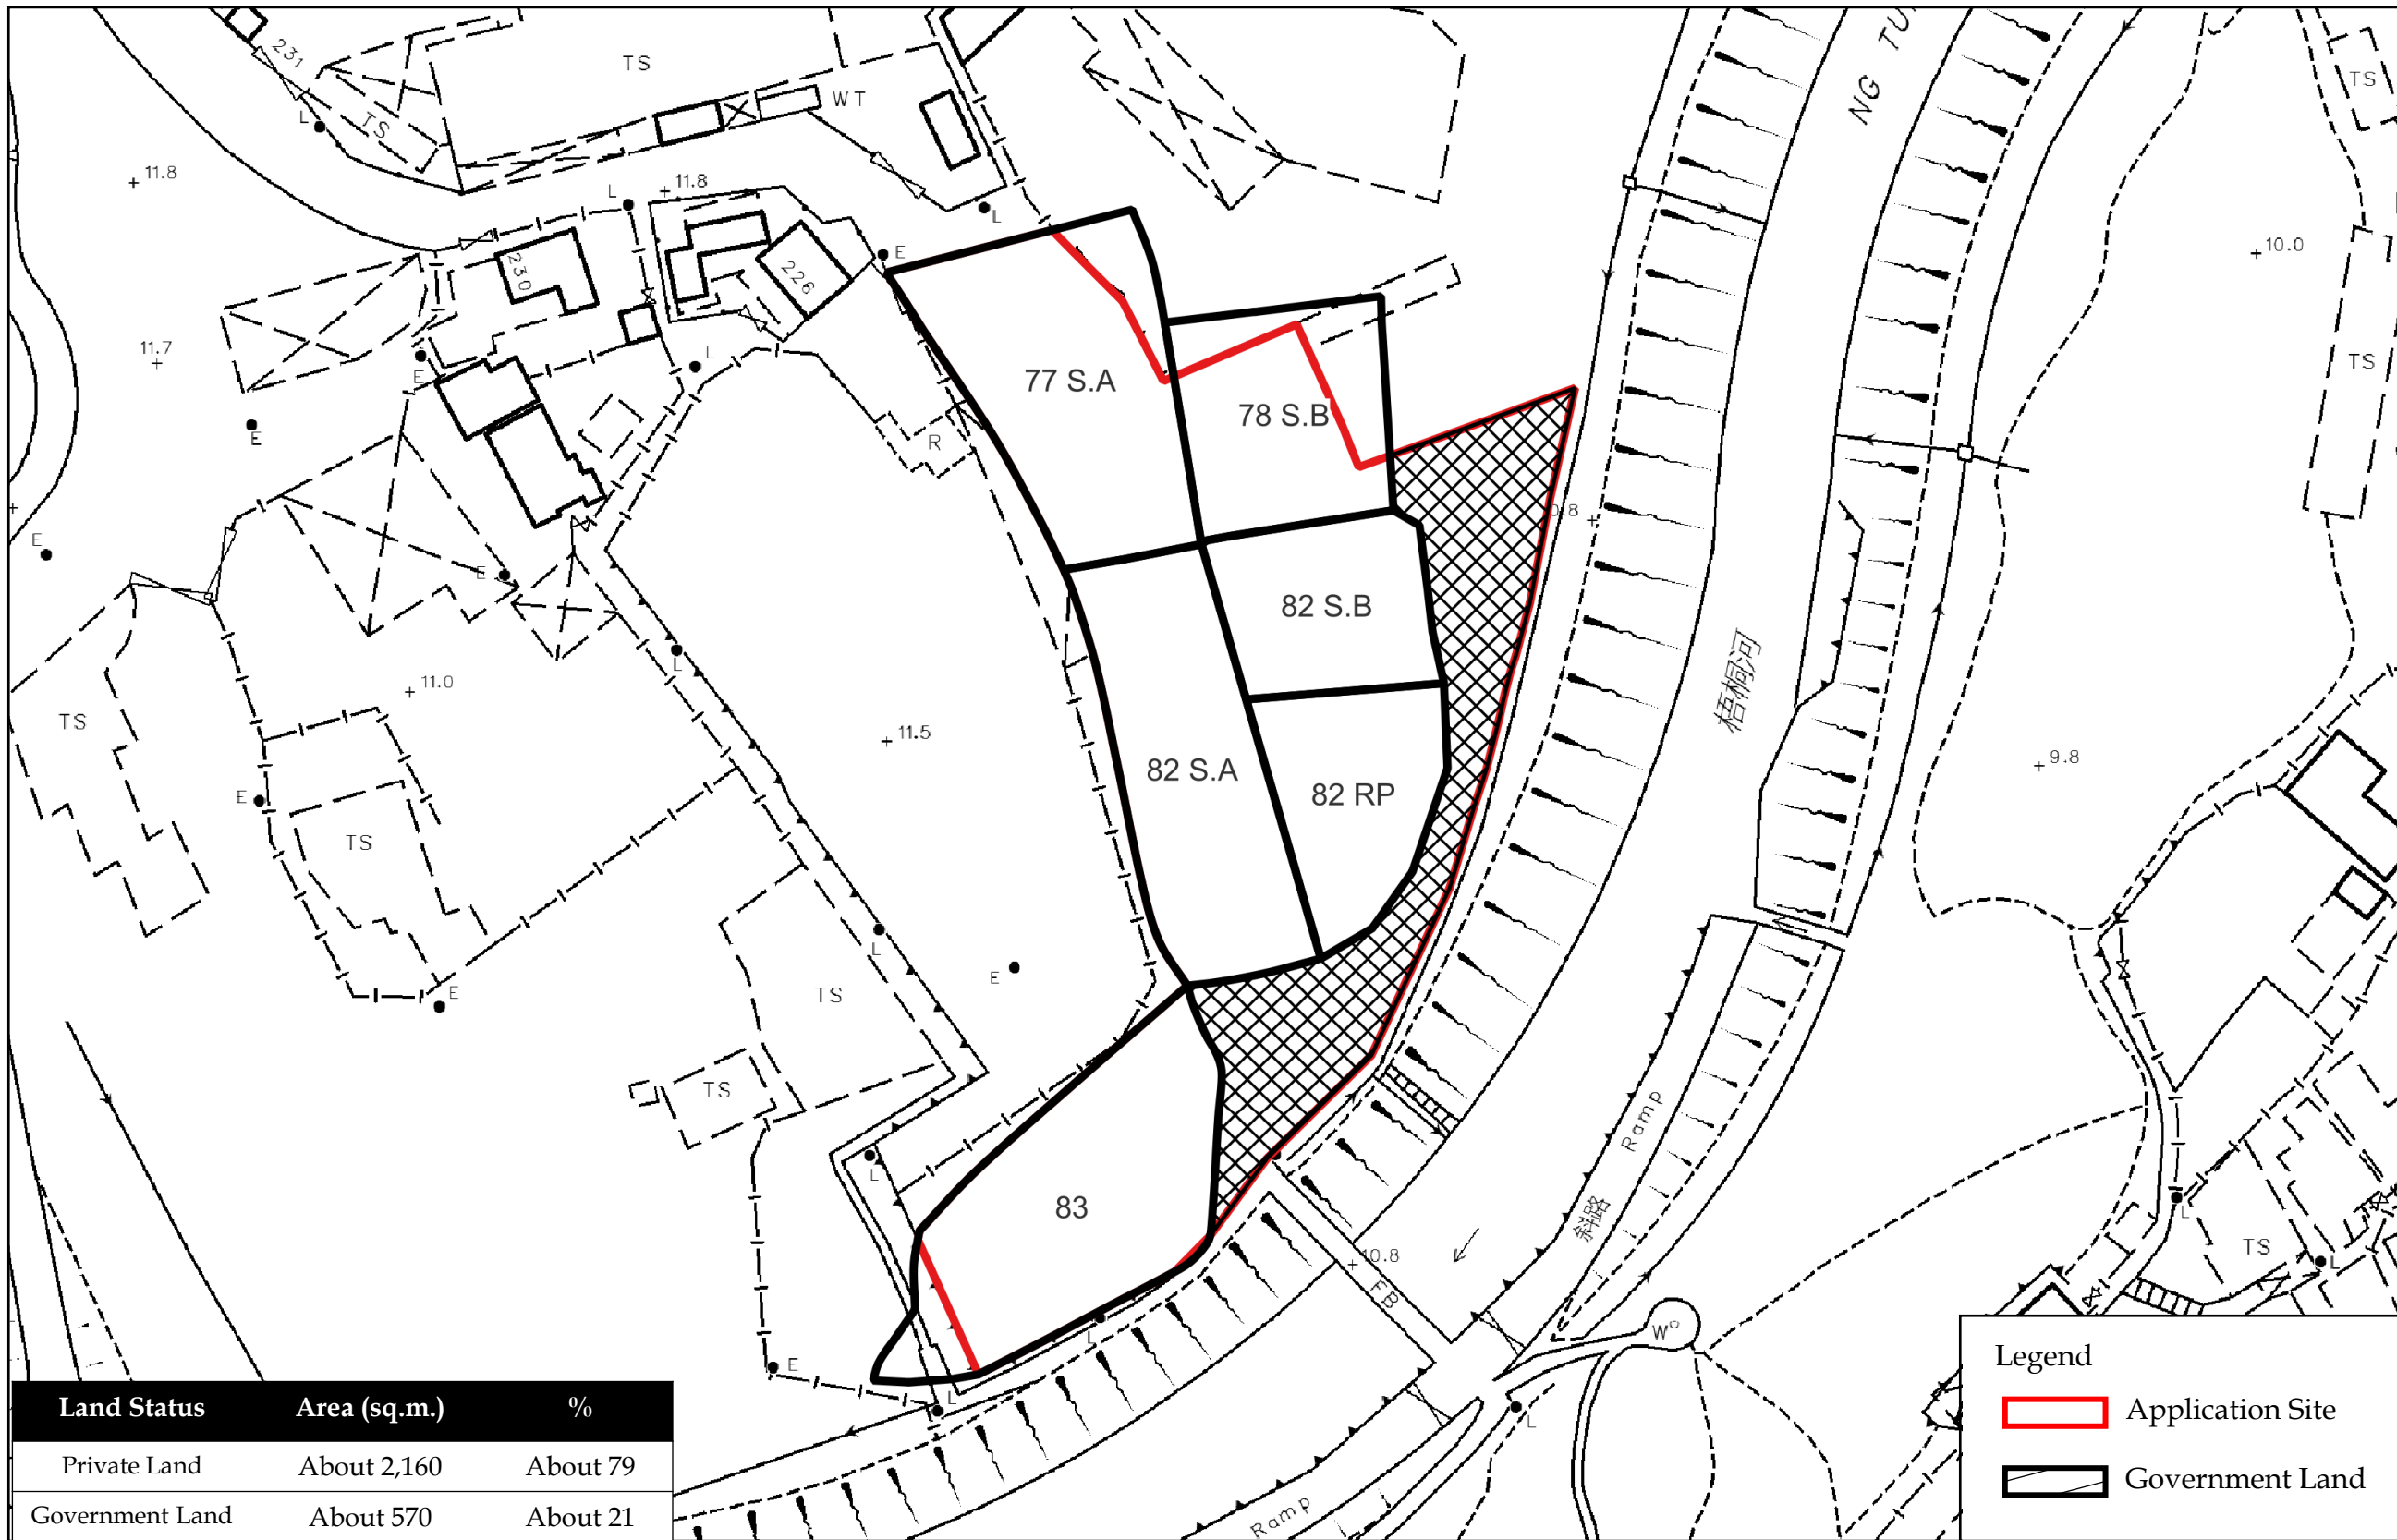 NG TU
231
TS
TS
TS
WT
L
11.8
L
11.8
L
E
230
226
10.0
11.7
E
L
E
77 S.A
78 S.B
TS
R
0.8
E
E
82 S.B
L
梧桐河
TS
11.0
11.5
82 S.A
82 RP
9.8
E
TS
L
E
E
TS
TS
Ramp
L
83
斜路
L
TS
L
10.8
FB
L
W
E
L
L
Ramp
Land Status Area (sq.m.) %
Private Land About 2,160 About 79
Government Land About 570 About 21
Legend
Application Site
Government Land